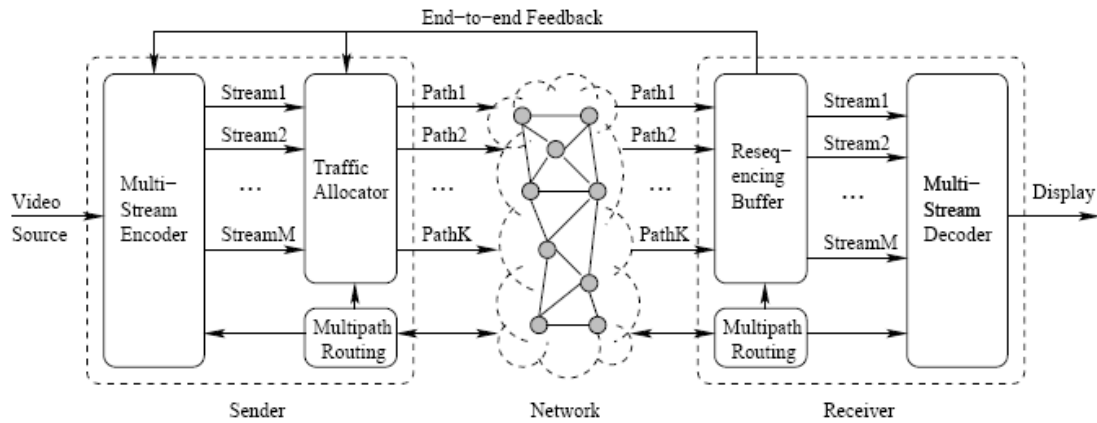 End-to-end Feedback
Stream1
Path1
Path1
Stream1
Stream2
Path2
Path2
Stream2
...
...
...
...
Video
Source
Multi-
Stream
Encoder
Traffic
Allocator
Reseq-
encing
Buffer
Multi-
Stream
Decoder
Display
StreamM
PathK
PathK
StreamM
Multipath
Routing
Multipath
Routing
Sender
Network
Receiver